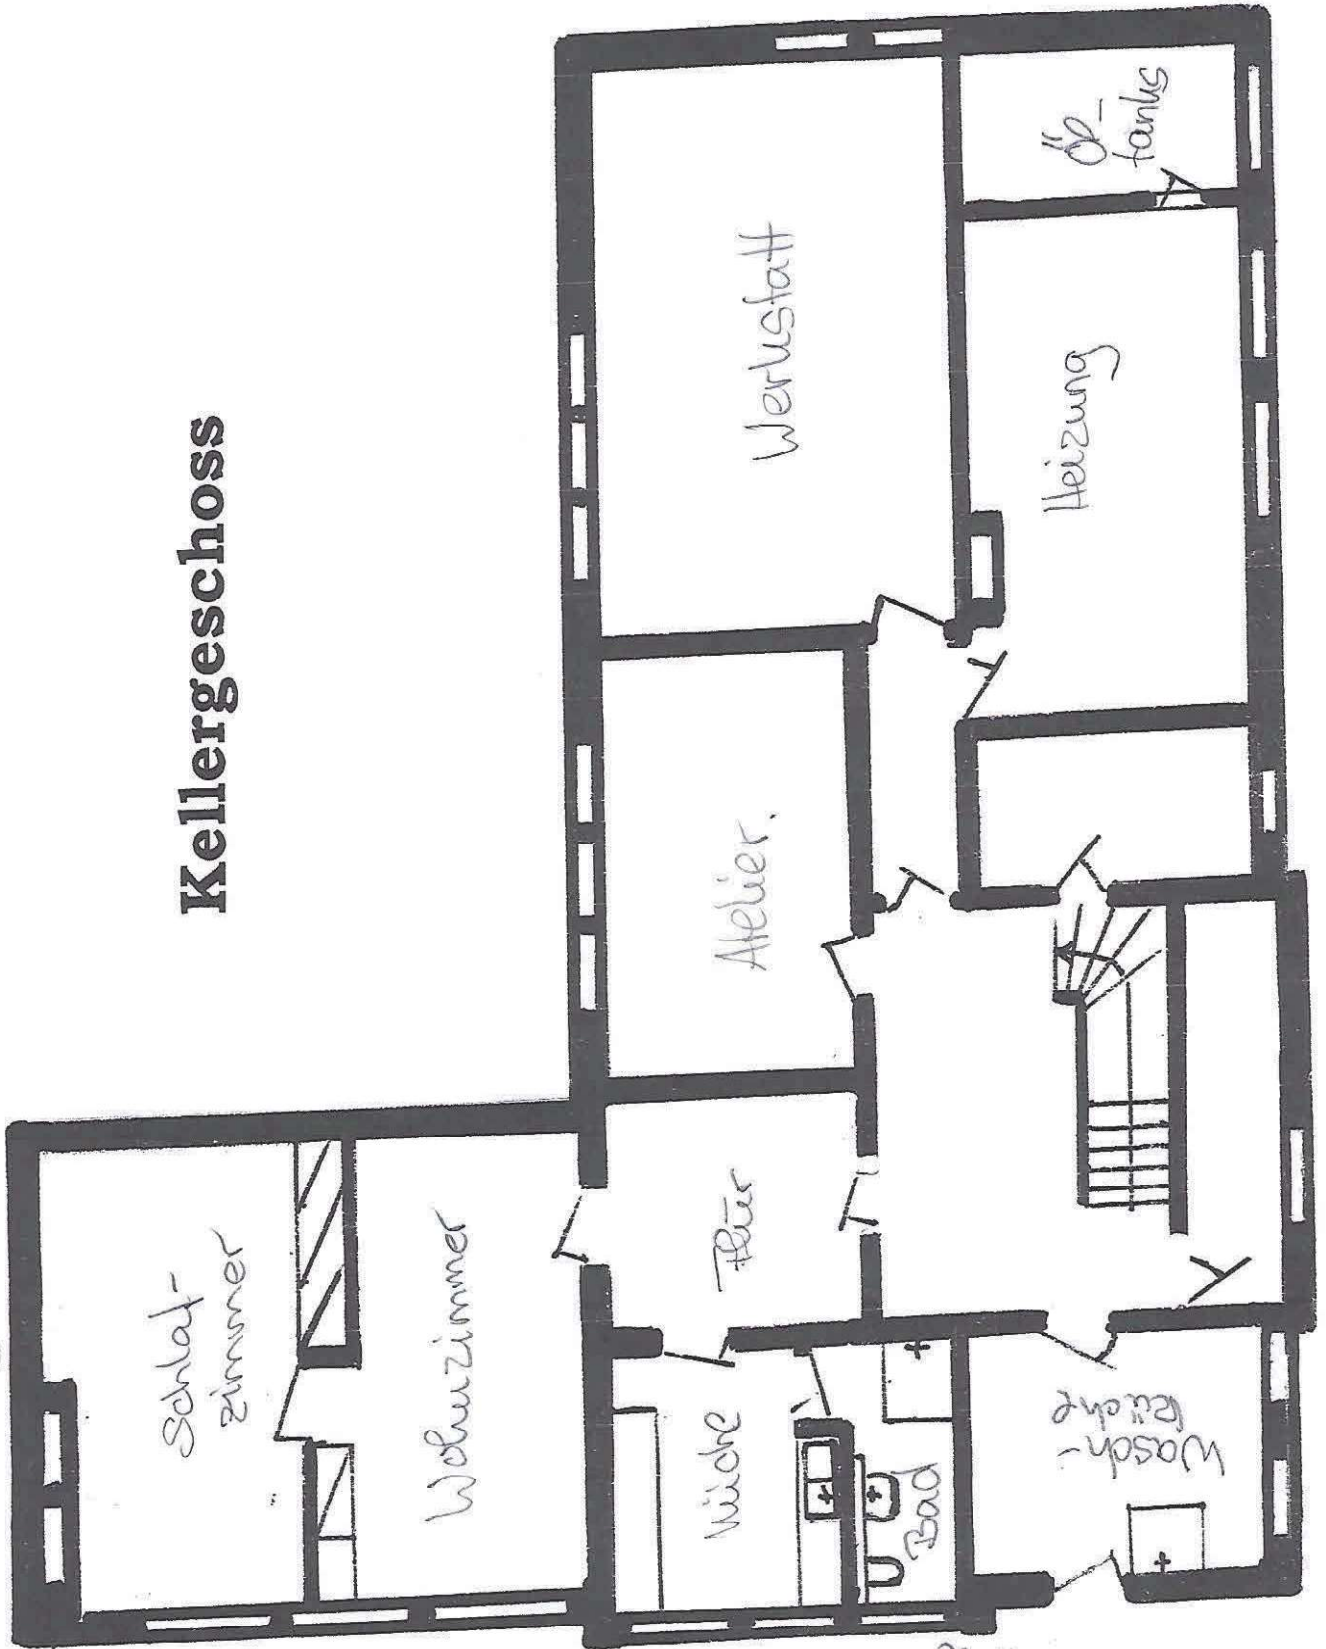 Kellergeschoss
Schlaf-
zimmer
Wohnzimmer
Flur
Küche
Bad
Wasch-
küche
Atelier.
Werkstatt
Heizung
Öl-
tanks